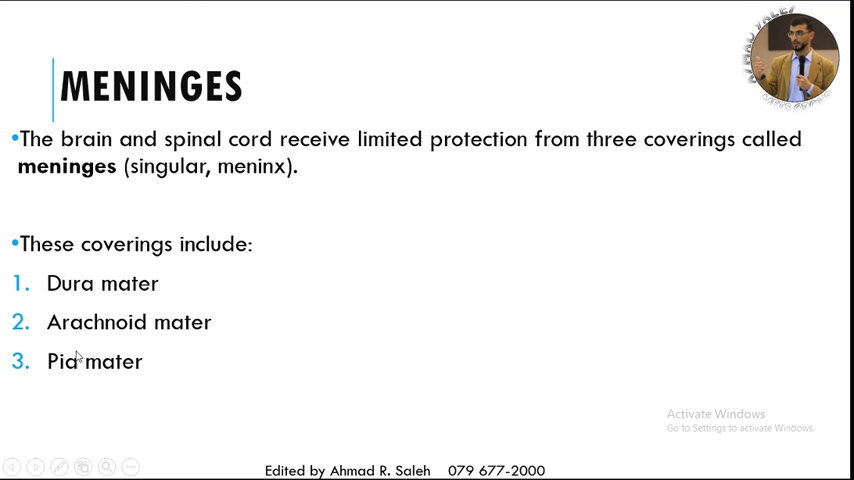 MENINGES
•The brain and spinal cord receive limited protection from three coverings called
meninges (singular, meninx).
•These coverings include:
1. Dura mater
2. Arachnoid mater
3. Pia mater
Activate Windows
Go to Settings to activate Windows.
Edited by Ahmad R. Saleh 079 677-2000